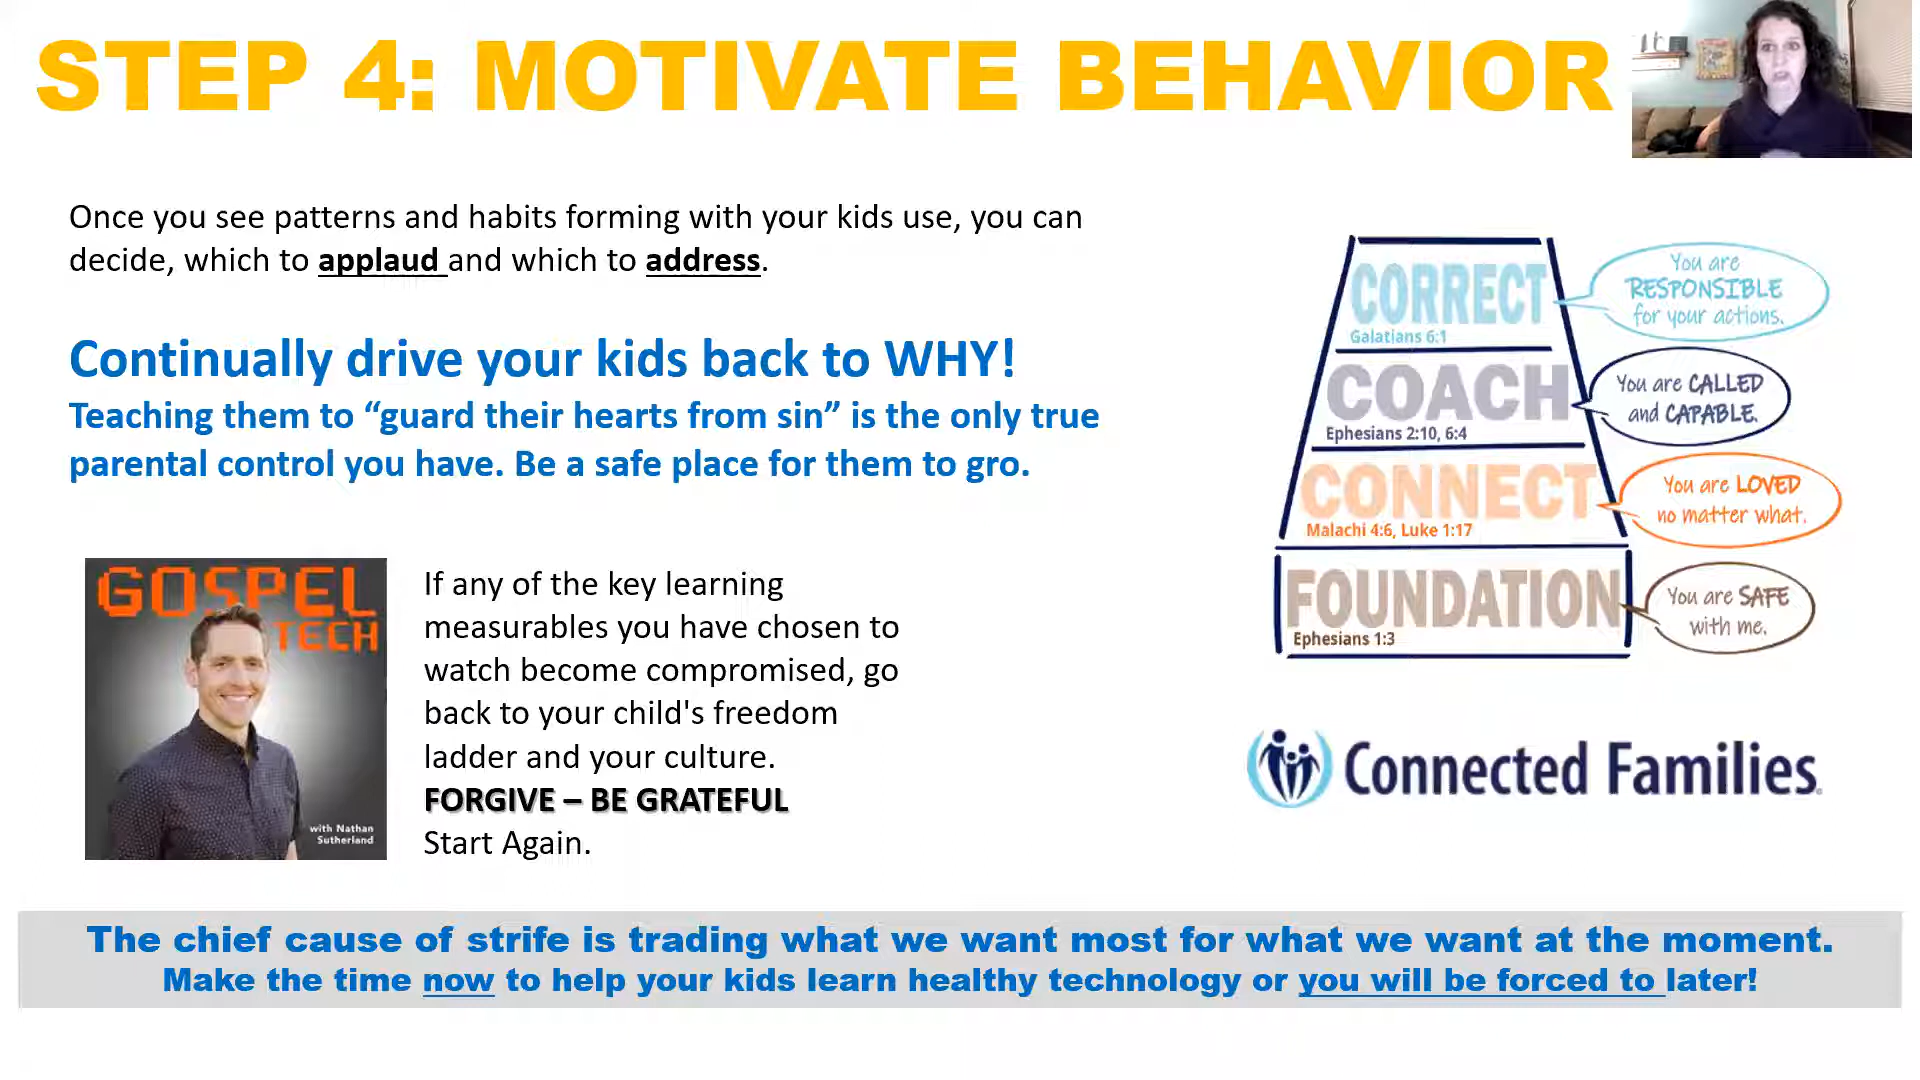 STEP 4: MOTIVATE BEHAVIOR
Once you see patterns and habits forming with your kids use, you can
decide, which to applaud and which to address.
Continually drive your kids back to WHY!
Teaching them to “guard their hearts from sin” is the only true
parental control you have. Be a safe place for them to gro.
GOSPEL
TECH
with Nathan
Sutherland
If any of the key learning
measurables you have chosen to
watch become compromised, go
back to your child's freedom
ladder and your culture.
FORGIVE – BE GRATEFUL
Start Again.
CORRECT
Galatians 6:1
You are
RESPONSIBLE
for your actions.
COACH
Ephesians 2:10, 6:4
You are CALLED
and CAPABLE.
CONNECT
Malachi 4:6, Luke 1:17
You are LOVED
no matter what.
FOUNDATION
Ephesians 1:3
You are SAFE
with me.
Connected Families
The chief cause of strife is trading what we want most for what we want at the moment.
Make the time now to help your kids learn healthy technology or you will be forced to later!